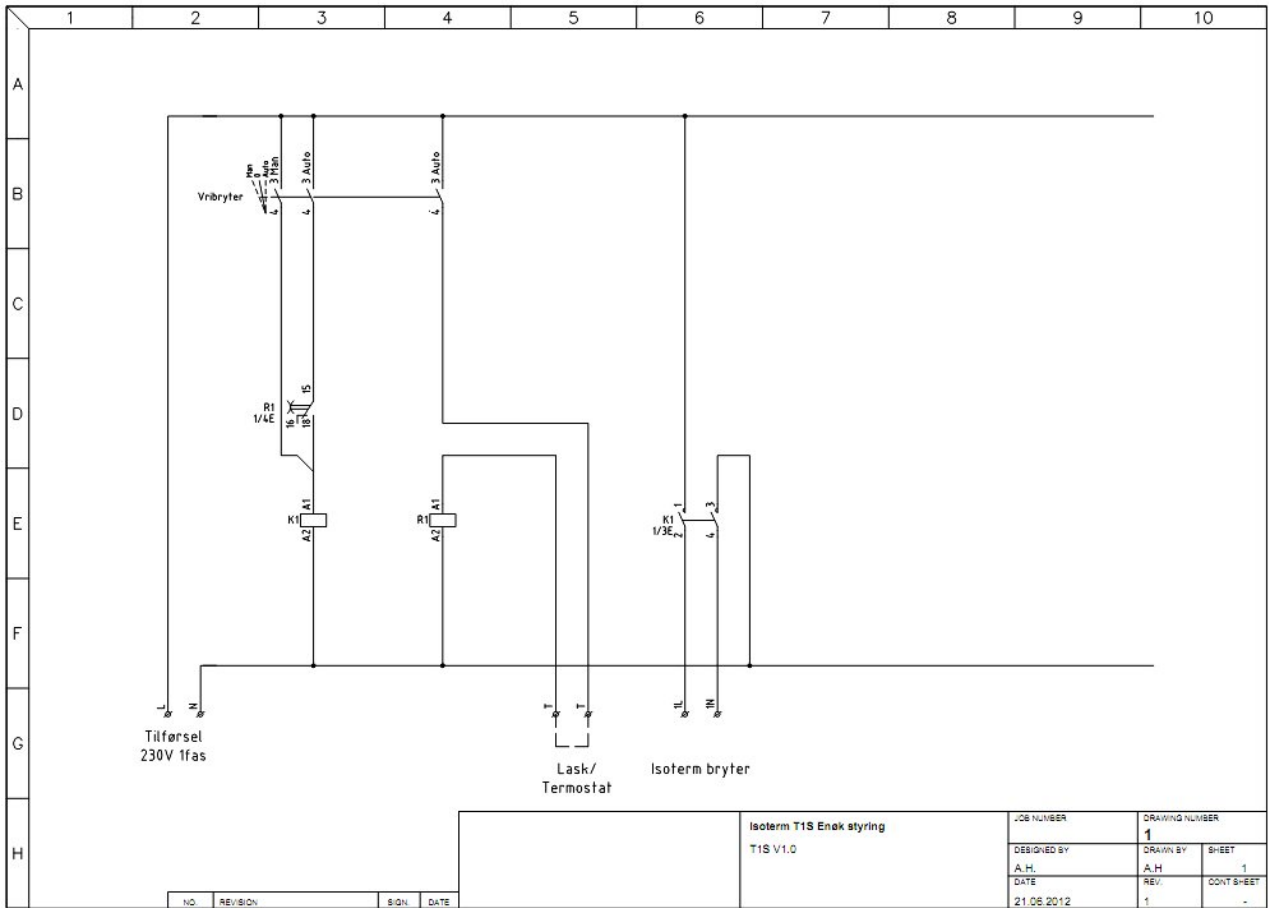 1 2 3 4 5 6 7 8 9 10
A
B
C
D
E
F
G
H
Vribryter
Man
0
Auto
3 Man
4
3 Auto
4
3 Auto
4
R1
1/4E
15
16
18
K1
A1
A2
R1
A1
A2
K1
1/3E
1
2
3
4
L
N
T
T
1L
1N
Tilførsel
230V 1fas
Lask/
Termostat
Isoterm bryter
Isoterm T1S Enøk styring
T1S V1.0
JOB NUMBER
DRAWING NUMBER
1
DESIGNED BY
A.H.
DRAWN BY
A.H
SHEET
1
DATE
21.06.2012
REV.
1
CONT SHEET
-
NO. REVISION SIGN. DATE